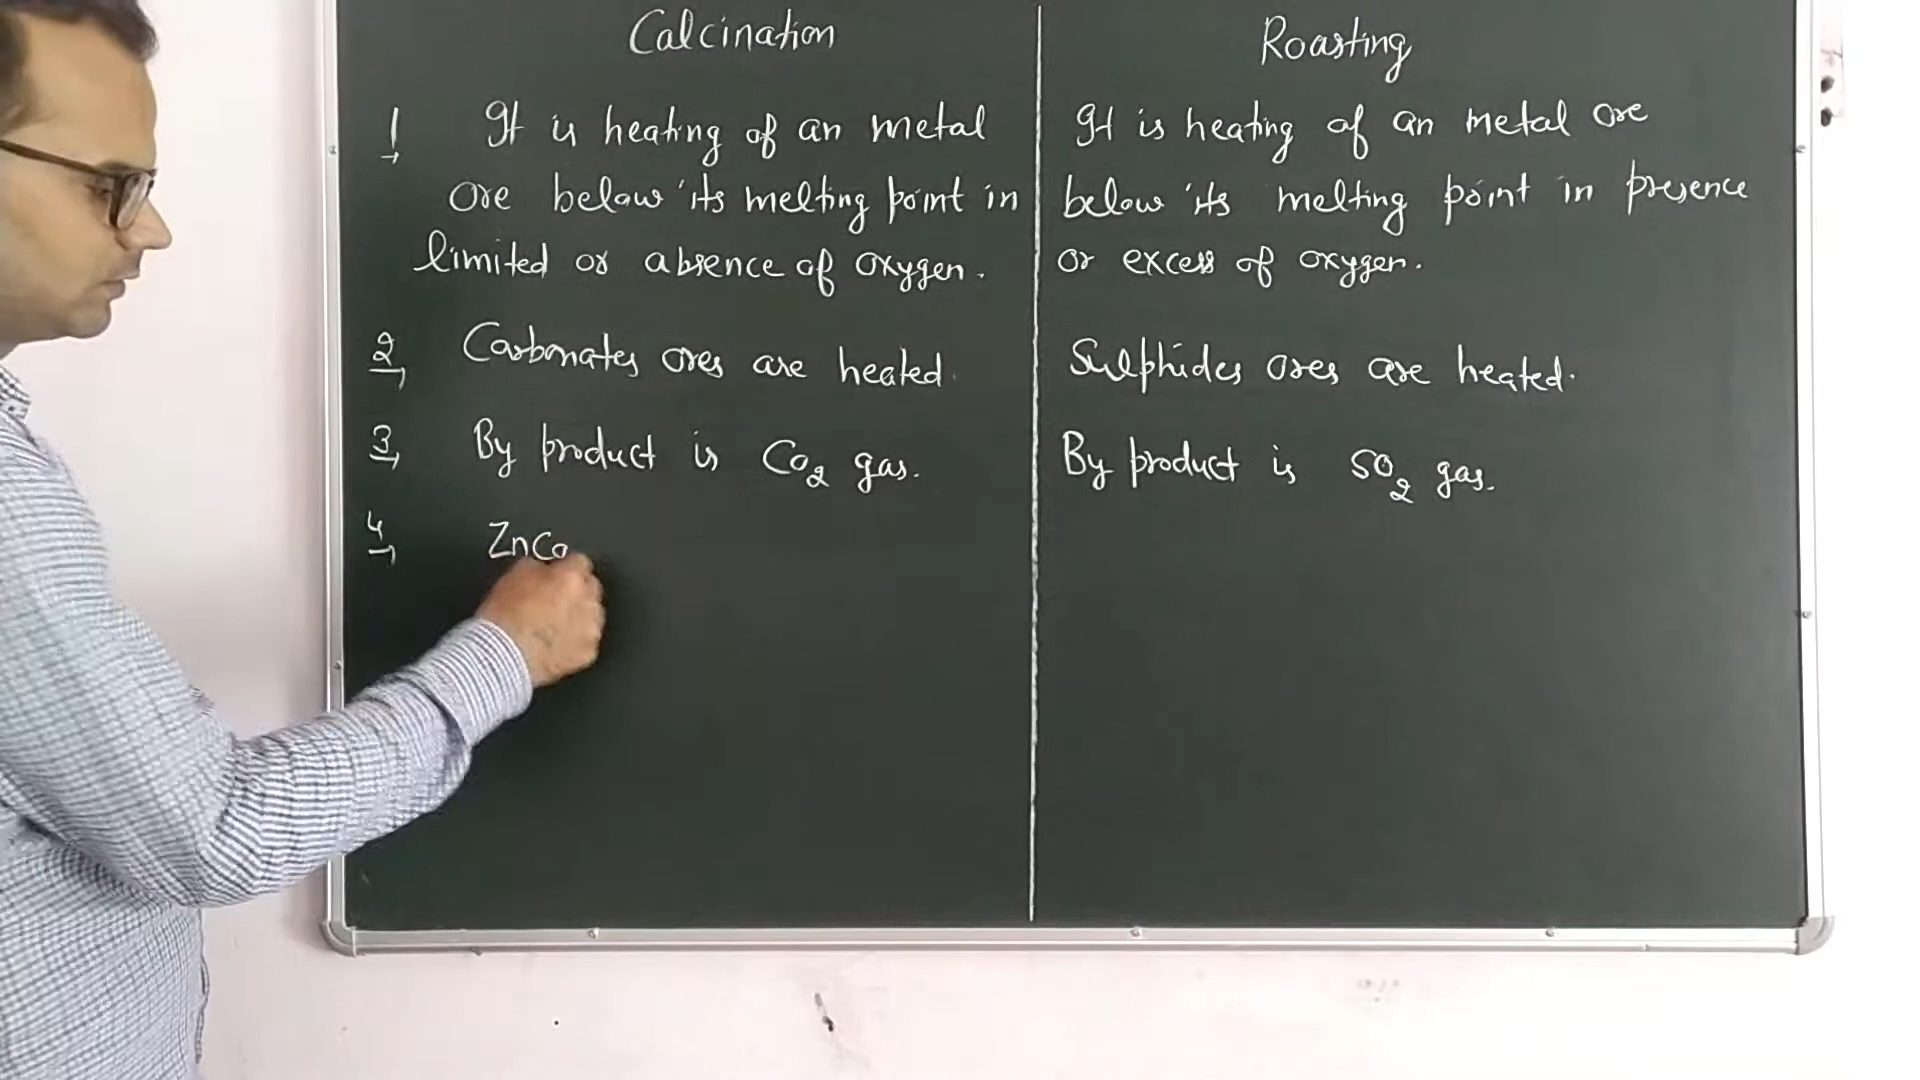 Calcination
1 It is heating of an metal
ore below its melting point in
limited or absence of oxygen.
2 Carbonates ores are heated.
3 By product is CO2 gas.
4 ZnCo
Roasting
It is heating of an metal ore
below its melting point in presence
or excess of oxygen.
Sulphides ores are heated.
By product is SO2 gas.